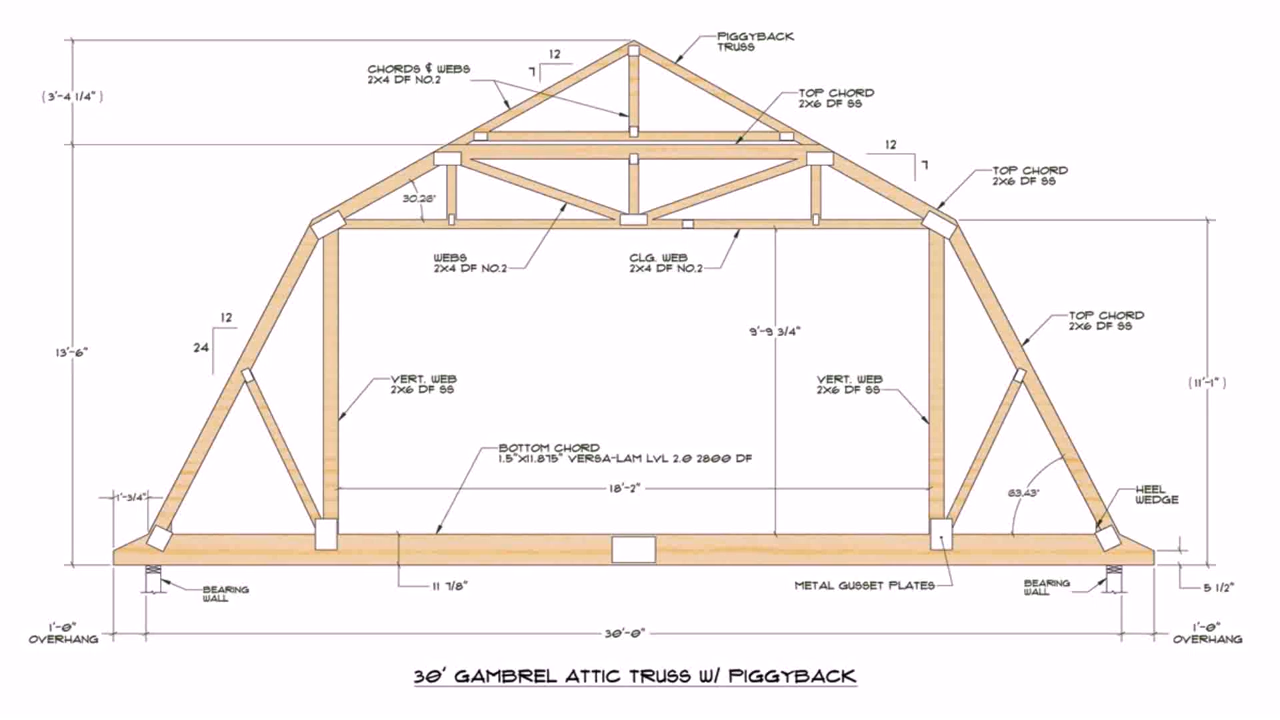 PIGGYBACK
TRUSS
12
7
CHORDS & WEBS
2X4 DF NO.2
(3'-4 1/4")
TOP CHORD
2X6 DF SS
12
7
TOP CHORD
2X6 DF SS
30.26°
WEBS
2X4 DF NO.2
CLG. WEB
2X4 DF NO.2
12
24
13'-6"
9'-9 3/4"
TOP CHORD
2X6 DF SS
(11'-1")
VERT. WEB
2X6 DF SS
VERT. WEB
2X6 DF SS
BOTTOM CHORD
1.5"X11.875" VERSA-LAM LVL 2.0 2800 DF
18'-2"
1'-3/4"
63.43°
HEEL
WEDGE
11 7/8"
METAL GUSSET PLATES
BEARING
WALL
BEARING
WALL
5 1/2"
1'-0"
OVERHANG
30'-0"
1'-0"
OVERHANG
30' GAMBREL ATTIC TRUSS W/ PIGGYBACK